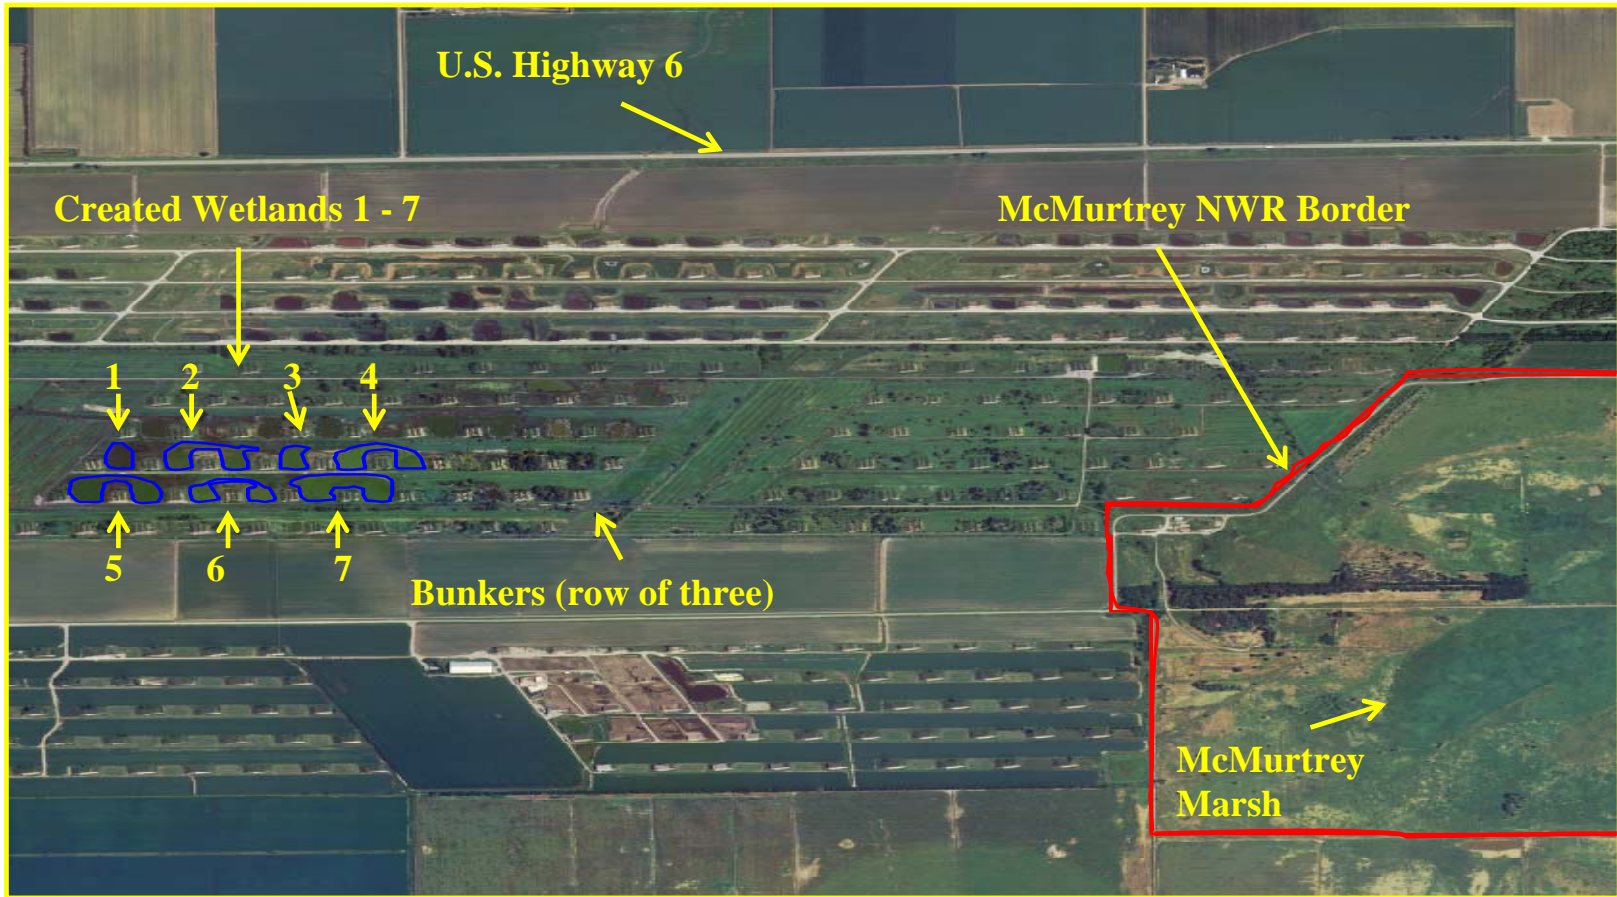 U.S. Highway 6
Created Wetlands 1 - 7
McMurtrey NWR Border
1 2 3 4
5 6 7
Bunkers (row of three)
McMurtrey
Marsh